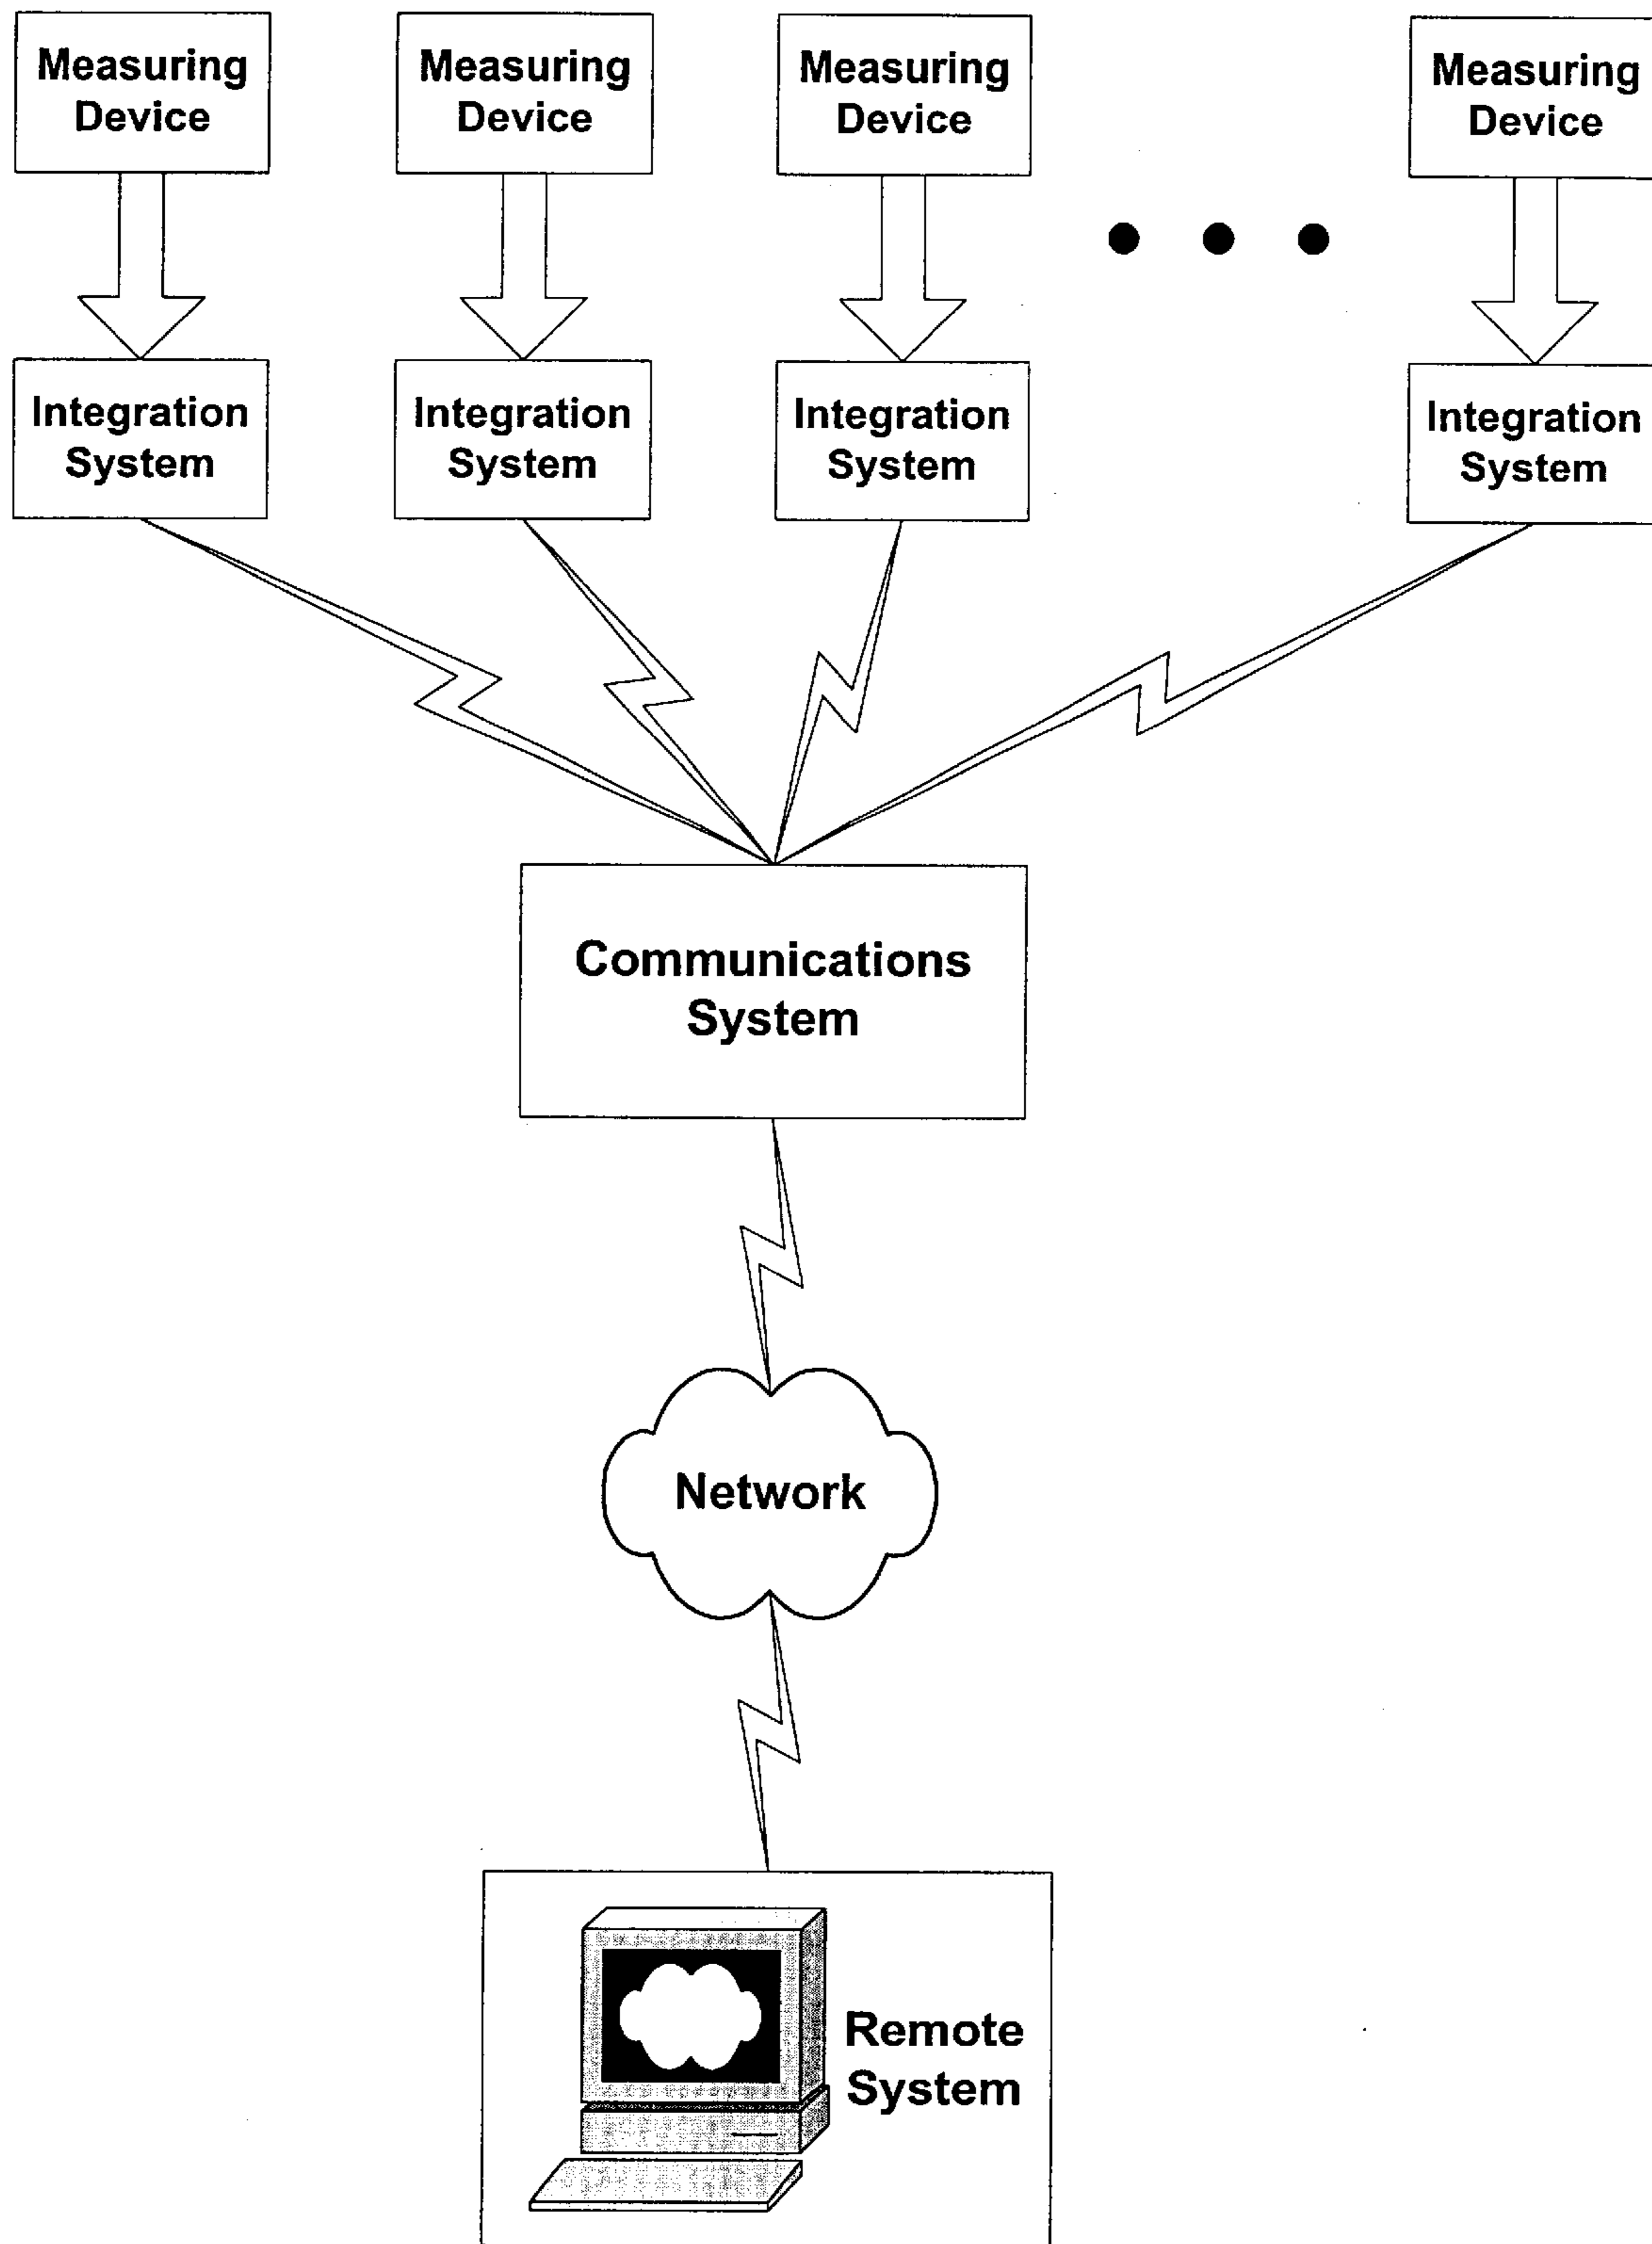 Measuring
Device
Measuring
Device
Measuring
Device
Measuring
Device
Integration
System
Integration
System
Integration
System
Integration
System
Communications
System
Network
Remote
System